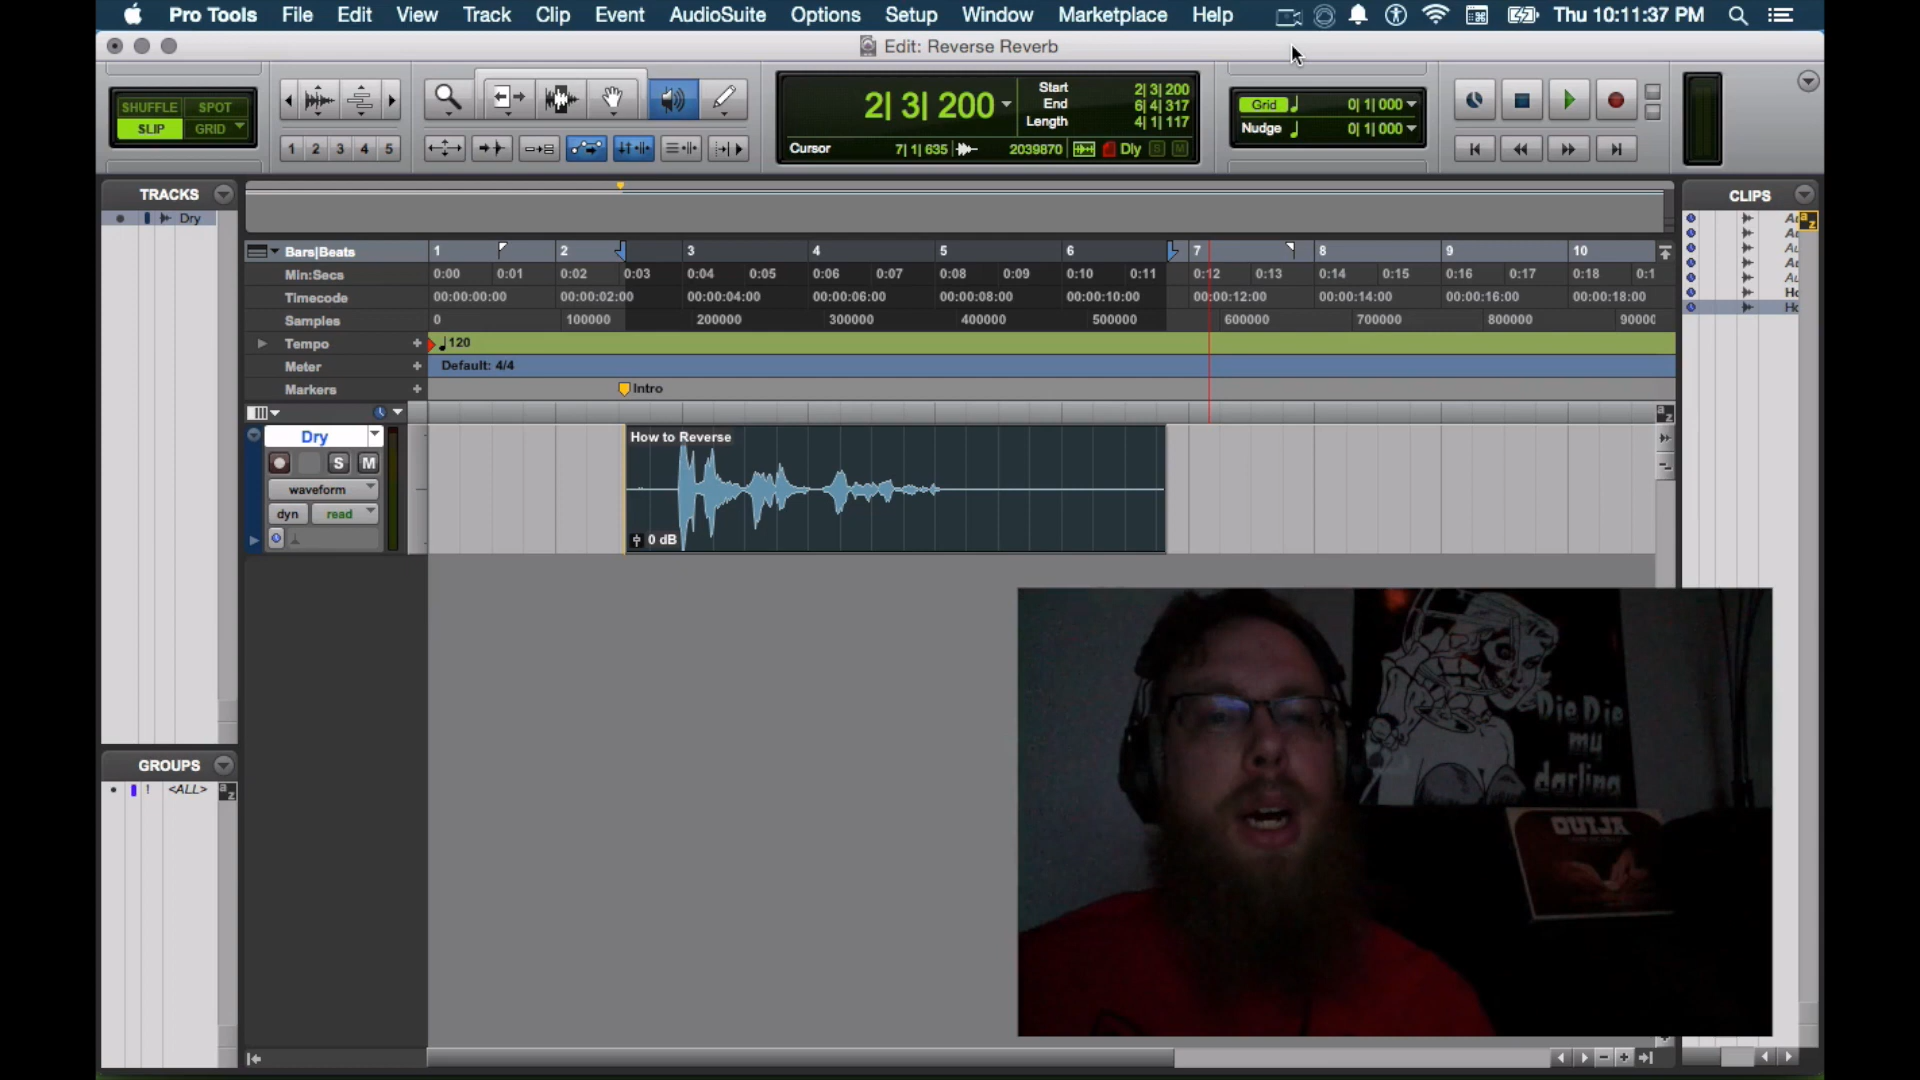 Pro Tools File Edit View Track Clip Event AudioSuite Options Setup Window Marketplace Help Thu 10:11:37 PM
Edit: Reverse Reverb
SHUFFLE SPOT
SLIP GRID
1 2 3 4 5
2| 3| 200
Start 2| 3| 200
End 6| 4| 317
Length 4| 1| 117
Cursor 7| 1| 635 2039870 Dly S M
Grid 0| 1| 000
Nudge 0| 1| 000
TRACKS
Dry
CLIPS
Bars|Beats 1 2 3 4 5 6 7 8 9 10
Min:Secs 0:00 0:01 0:02 0:03 0:04 0:05 0:06 0:07 0:08 0:09 0:10 0:11 0:12 0:13 0:14 0:15 0:16 0:17 0:18 0:1
Timecode 00:00:00:00 00:00:02:00 00:00:04:00 00:00:06:00 00:00:08:00 00:00:10:00 00:00:12:00 00:00:14:00 00:00:16:00 00:00:18:00
Samples 0 100000 200000 300000 400000 500000 600000 700000 800000 90000
Tempo + 120
Meter + Default: 4/4
Markers + Intro
Dry
S M
waveform
dyn read
How to Reverse
0 dB
GROUPS
! <ALL>
a z
Die Die
my
darling
OUIJA